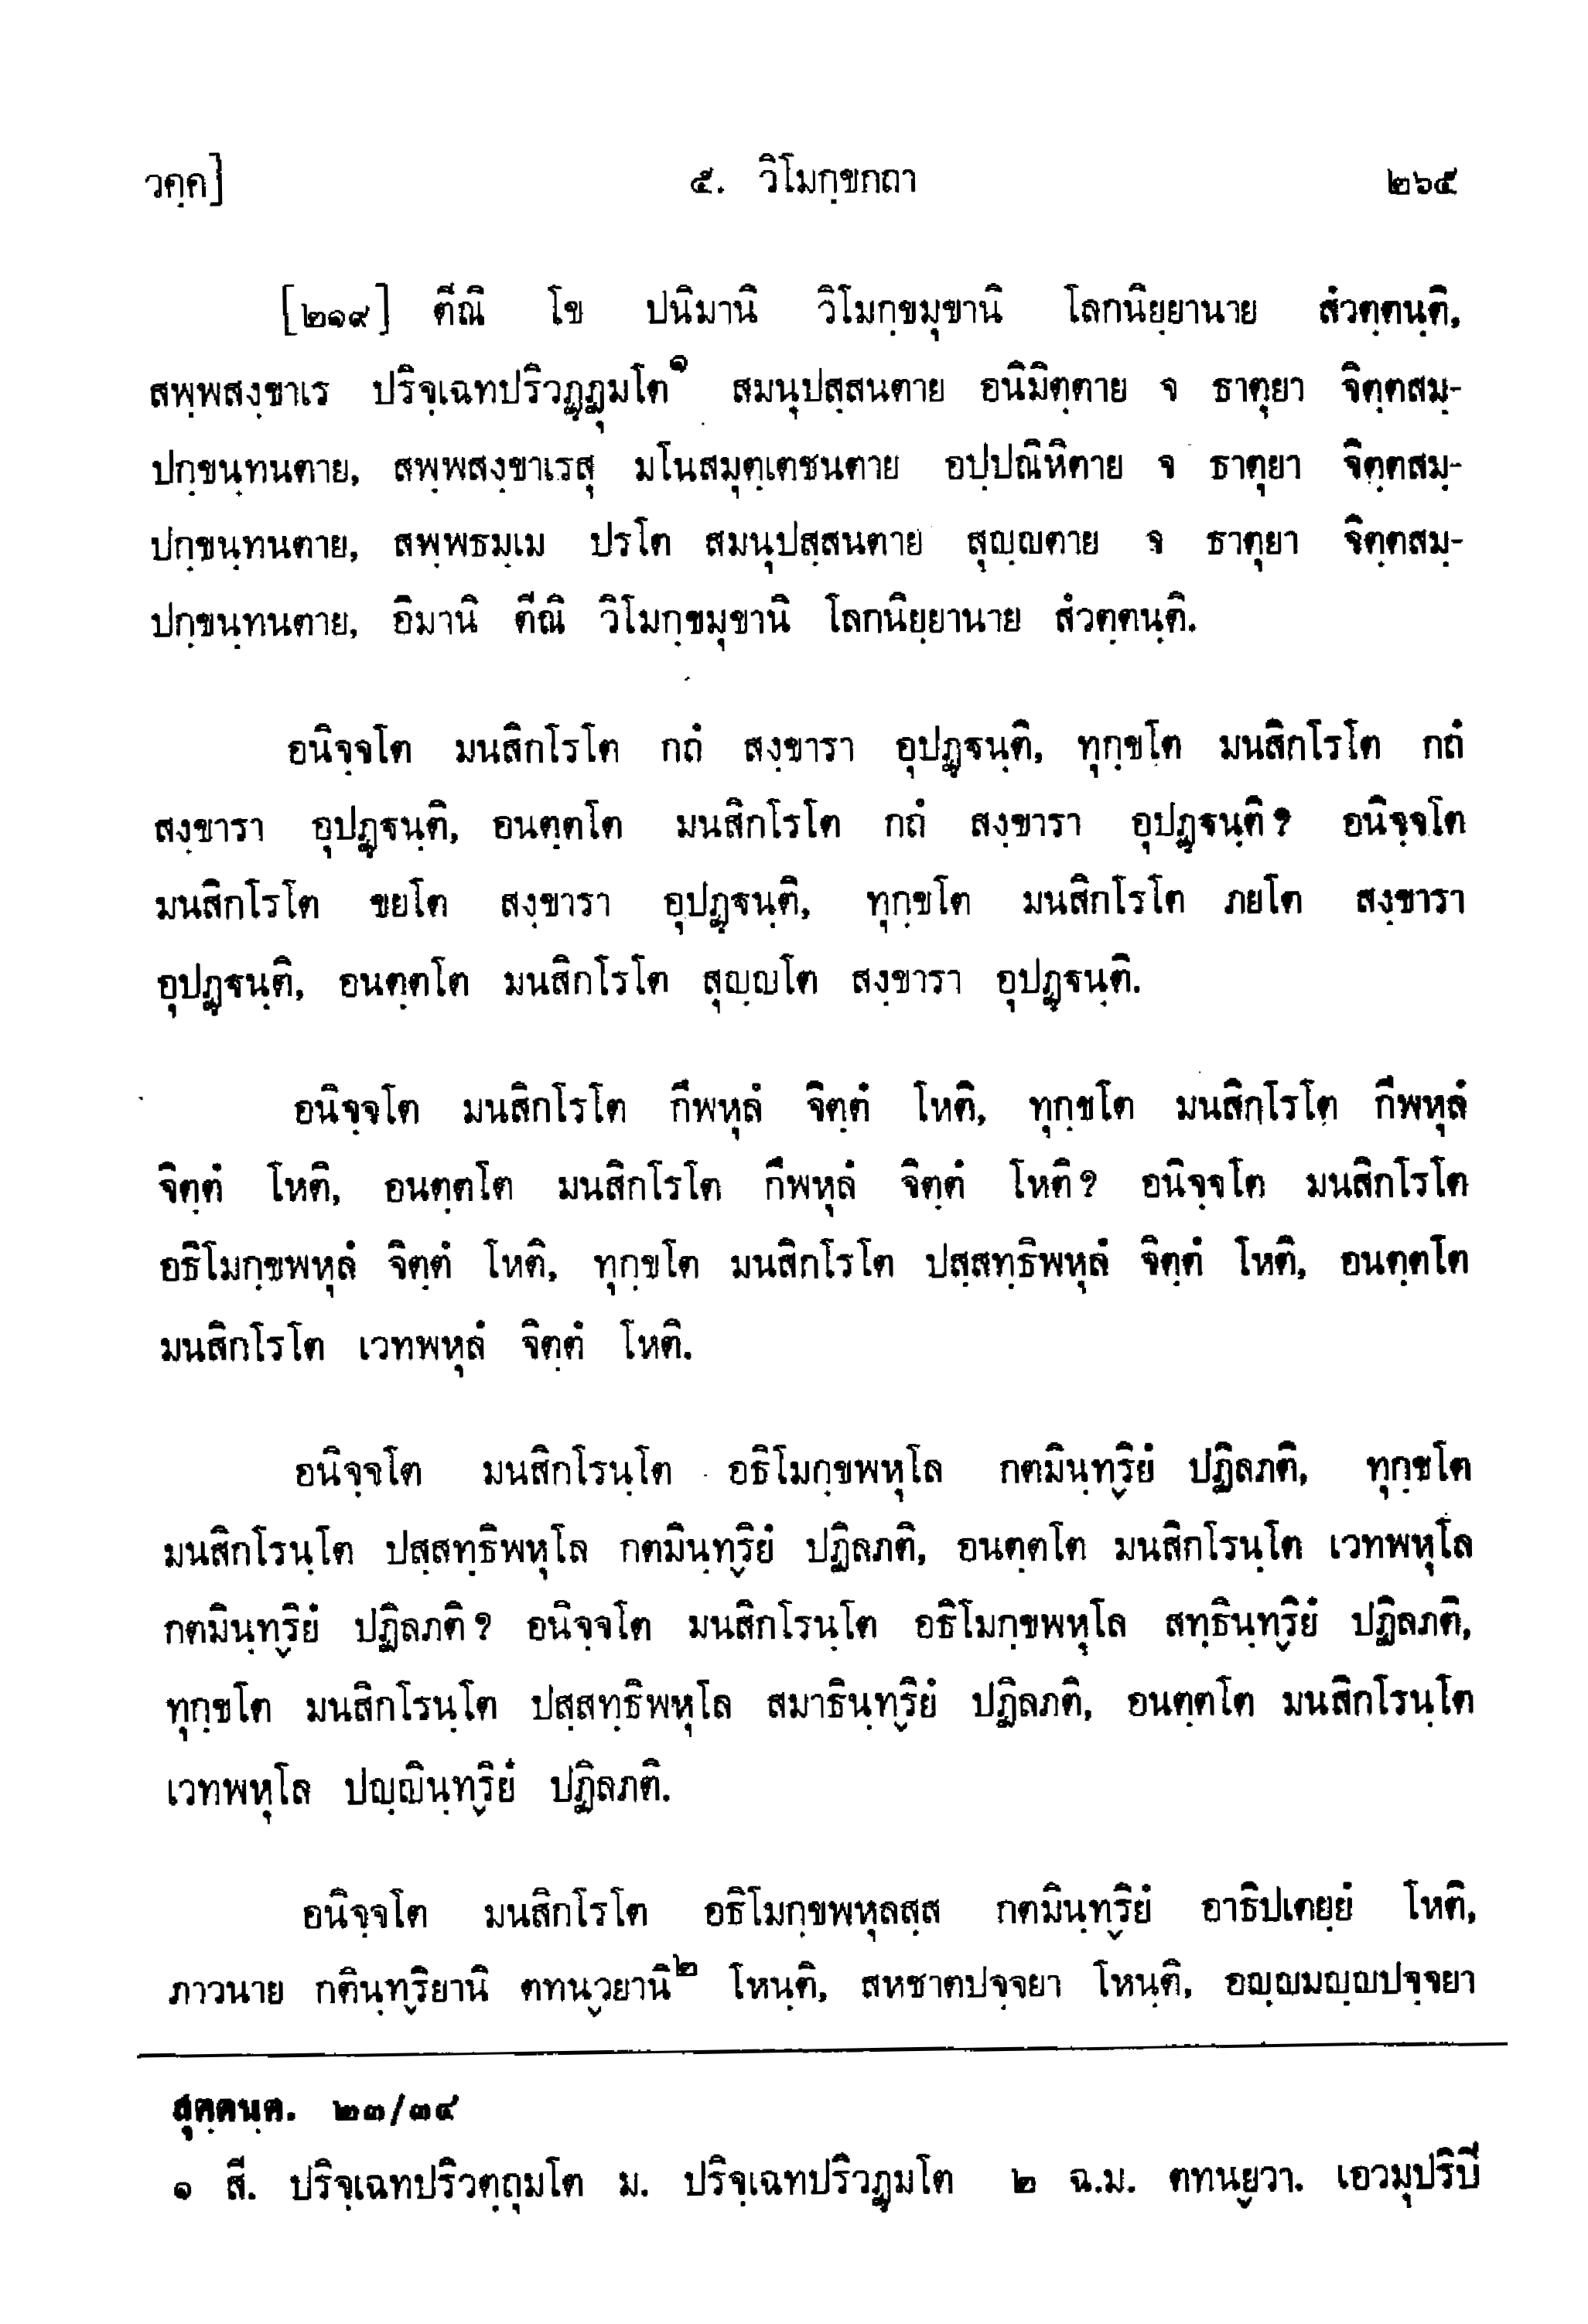 วคฺค] ๕. วิโมกฺขกถา ๒๖๕
[๒๑๙] ตีณิ โข ปนิมานิ วิโมกฺขมุขานิ โลกนิยฺยานาย สํวตฺตนฺติ,
สพฺพสงฺขาเร ปริจฺเฉทปริวฏฺฏุมโต๑ สมนุปสฺสนตาย อนิมิตฺตาย จ ธาตุยา จิตฺตสมฺ-
ปกฺขนฺทนตาย, สพฺพสงฺขาเรสุ มโนสมุตฺเตชนตาย อปฺปณิหิตาย จ ธาตุยา จิตฺตสมฺ-
ปกฺขนฺทนตาย, สพฺพธมฺเม ปรโต สมนุปสฺสนตาย สุญฺญตาย จ ธาตุยา จิตฺตสมฺ-
ปกฺขนฺทนตาย, อิมานิ ตีณิ วิโมกฺขมุขานิ โลกนิยฺยานาย สํวตฺตนฺติ.
อนิจฺจโต มนสิกโรโต กถํ สงฺขารา อุปฏฺฐนฺติ, ทุกฺขโต มนสิกโรโต กถํ
สงฺขารา อุปฏฺฐนฺติ, อนตฺตโต มนสิกโรโต กถํ สงฺขารา อุปฏฺฐนฺติ? อนิจฺจโต
มนสิกโรโต ขยโต สงฺขารา อุปฏฺฐนฺติ, ทุกฺขโต มนสิกโรโต ภยโต สงฺขารา
อุปฏฺฐนฺติ, อนตฺตโต มนสิกโรโต สุญฺญโต สงฺขารา อุปฏฺฐนฺติ.
อนิจฺจโต มนสิกโรโต กึพหุลํ จิตฺตํ โหติ, ทุกฺขโต มนสิกโรโต กึพหุลํ
จิตฺตํ โหติ, อนตฺตโต มนสิกโรโต กึพหุลํ จิตฺตํ โหติ? อนิจฺจโต มนสิกโรโต
อธิโมกฺขพหุลํ จิตฺตํ โหติ, ทุกฺขโต มนสิกโรโต ปสฺสทฺธิพหุลํ จิตฺตํ โหติ, อนตฺตโต
มนสิกโรโต เวทพหุลํ จิตฺตํ โหติ.
อนิจฺจโต มนสิกโรนฺโต อธิโมกฺขพหุโล กตมินฺทฺริยํ ปฏิลภติ, ทุกฺขโต
มนสิกโรนฺโต ปสฺสทฺธิพหุโล กตมินฺทฺริยํ ปฏิลภติ, อนตฺตโต มนสิกโรนฺโต เวทพหุโล
กตมินฺทฺริยํ ปฏิลภติ? อนิจฺจโต มนสิกโรนฺโต อธิโมกฺขพหุโล สทฺธินฺทฺริยํ ปฏิลภติ,
ทุกฺขโต มนสิกโรนฺโต ปสฺสทฺธิพหุโล สมาธินฺทฺริยํ ปฏิลภติ, อนตฺตโต มนสิกโรนฺโต
เวทพหุโล ปญฺญินฺทฺริยํ ปฏิลภติ.
อนิจฺจโต มนสิกโรโต อธิโมกฺขพหุลสฺส กตมินฺทฺริยํ อาธิปเตยฺยํ โหติ,
ภาวนาย กตินฺทฺริยานิ ตทนฺวยานิ๒ โหนฺติ, สหชาตปจฺจยา โหนฺติ, อญฺญมญฺญปจฺจยา
สุตฺตนฺต. ๒๓/๓๔
๑ สี. ปริจฺเฉทปริวตฺถุมโต ม. ปริจฺเฉทปริวฏุมโต ๒ ฉ.ม. ตทนฺยฺวา. เอวมุปริปิ